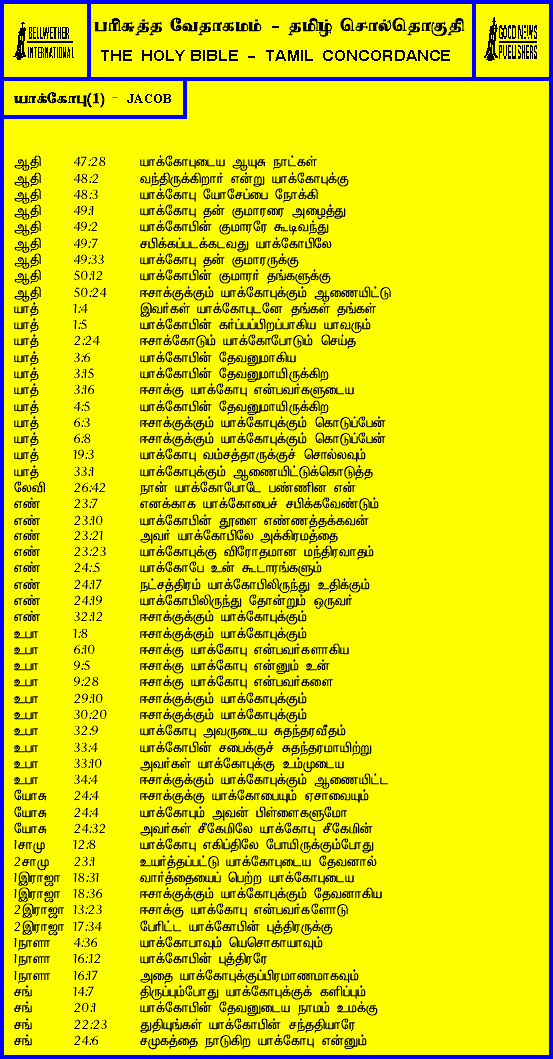 BELLWETHER
INTERNATIONAL
பரிசுத்த வேதாகமம் - தமிழ் சொல்தொகுதி
THE HOLY BIBLE - TAMIL CONCORDANCE
GOOD NEWS
PUBLISHERS
யாக்கோபு(1) - JACOB
ஆதி 47:28 யாக்கோபுடைய ஆயுசு நாட்கள்
ஆதி 48:2 வந்திருக்கிறார் என்று யாக்கோபுக்கு
ஆதி 48:3 யாக்கோபு யோசேப்பை நோக்கி
ஆதி 49:1 யாக்கோபு தன் குமாரரை அழைத்து
ஆதி 49:2 யாக்கோபின் குமாரரே கூடிவந்து
ஆதி 49:7 சபிக்கப்படக்கடவது யாக்கோபிலே
ஆதி 49:33 யாக்கோபு தன் குமாரருக்கு
ஆதி 50:12 யாக்கோபின் குமாரர் தங்களுக்கு
ஆதி 50:24 ஈசாக்குக்கும் யாக்கோபுக்கும் ஆணையிட்டு
யாத் 1:4 இவர்கள் யாக்கோபுடனே தங்கள் தங்கள்
யாத் 1:5 யாக்கோபின் கர்ப்பப்பிறப்பாகிய யாவரும்
யாத் 2:24 ஈசாக்கோடும் யாக்கோபோடும் செய்த
யாத் 3:6 யாக்கோபின் தேவனுமாகிய
யாத் 3:15 யாக்கோபின் தேவனுமாயிருக்கிற
யாத் 3:16 ஈசாக்கு யாக்கோபு என்பவர்களுடைய
யாத் 4:5 யாக்கோபின் தேவனுமாயிருக்கிற
யாத் 6:3 ஈசாக்குக்கும் யாக்கோபுக்கும் கொடுப்பேன்
யாத் 6:8 ஈசாக்குக்கும் யாக்கோபுக்கும் கொடுப்பேன்
யாத் 19:3 யாக்கோபு வம்சத்தாருக்குச் சொல்லவும்
யாத் 33:1 யாக்கோபுக்கும் ஆணையிட்டுக்கொடுத்த
லேவி 26:42 நான் யாக்கோபோடே பண்ணின என்
எண் 23:7 எனக்காக யாக்கோபைச் சபிக்கவேண்டும்
எண் 23:10 யாக்கோபின் தூளை எண்ணத்தக்கவன்
எண் 23:21 அவர் யாக்கோபிலே அக்கிரமத்தை
எண் 23:23 யாக்கோபுக்கு விரோதமான மந்திரவாதம்
எண் 24:5 யாக்கோபே உன் கூடாரங்களும்
எண் 24:17 நட்சத்திரம் யாக்கோபிலிருந்து உதிக்கும்
எண் 24:19 யாக்கோபிலிருந்து தோன்றும் ஒருவர்
எண் 32:12 ஈசாக்குக்கும் யாக்கோபுக்கும்
உபா 1:8 ஈசாக்குக்கும் யாக்கோபுக்கும்
உபா 6:10 ஈசாக்கு யாக்கோபு என்பவர்களாகிய
உபா 9:5 ஈசாக்கு யாக்கோபு என்னும் உன்
உபா 9:28 ஈசாக்கு யாக்கோபு என்பவர்களை
உபா 29:10 ஈசாக்குக்கும் யாக்கோபுக்கும்
உபா 30:20 ஈசாக்குக்கும் யாக்கோபுக்கும்
உபா 32:9 யாக்கோபு அவருடைய சுதந்தரவீதம்
உபா 33:4 யாக்கோபின் சபைக்குச் சுதந்தரமாயிற்று
உபா 33:10 அவர்கள் யாக்கோபுக்கு உம்முடைய
உபா 34:4 ஈசாக்குக்கும் யாக்கோபுக்கும் ஆணையிட்ட
யோசு 24:4 ஈசாக்குக்கு யாக்கோபையும் ஏசாவையும்
யோசு 24:4 யாக்கோபும் அவன் பிள்ளைகளுமோ
யோசு 24:32 அவர்கள் சீகேமிலே யாக்கோபு சீகேமின்
1சாமு 12:8 யாக்கோபு எகிப்திலே போயிருக்கும்போது
2சாமு 23:1 உயர்த்தப்பட்டு யாக்கோபுடைய தேவனால்
1இராஜா 18:31 வார்த்தையைப் பெற்ற யாக்கோபுடைய
1இராஜா 18:36 ஈசாக்குக்கும் யாக்கோபுக்கும் தேவனாகிய
2இராஜா 13:23 ஈசாக்கு யாக்கோபு என்பவர்களோடு
2இராஜா 17:34 பேரிட்ட யாக்கோபின் புத்திரருக்கு
1நாளா 4:36 யாக்கோபாவும் யெசொகாயாவும்
1நாளா 16:12 யாக்கோபின் புத்திரரே
1நாளா 16:17 அதை யாக்கோபுக்குப்பிரமாணமாகவும்
சங் 14:7 திருப்பும்போது யாக்கோபுக்குக் களிப்பும்
சங் 20:1 யாக்கோபின் தேவனுடைய நாமம் உமக்கு
சங் 22:23 துதியுங்கள் யாக்கோபின் சந்ததியாரே
சங் 24:6 சமுகத்தை நாடுகிற யாக்கோபு என்னும்